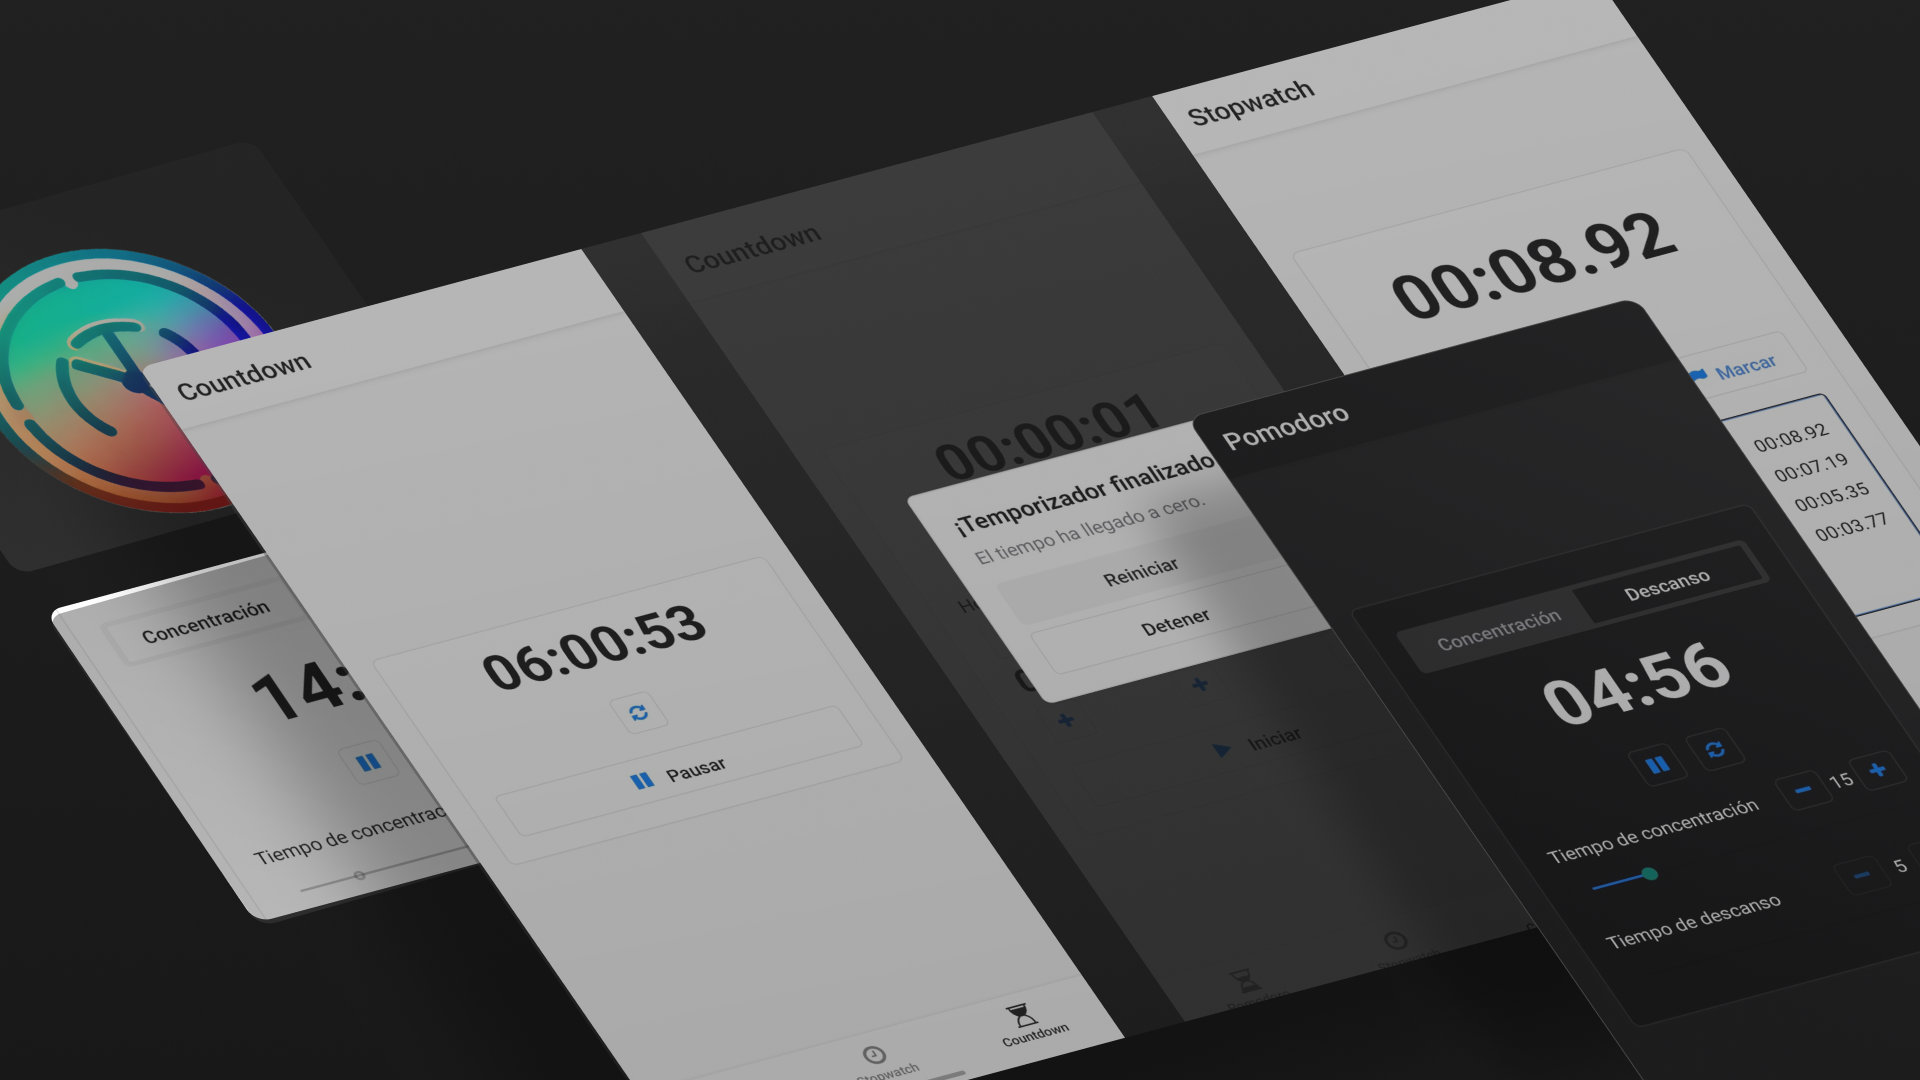 Concentración
14:
Tiempo de
Countdown
06:00:53
Pausar
Stopwatch
Countdown
Countdown
00:00:01
¡Temporizador finalizado
El tiempo ha llegado a cero.
Reiniciar
Detener
Iniciar
Pomodoro
Stopwatch
Stopwatch
00:08.92
Marcar
00:08.92
00:07.19
00:05.35
00:03.77
Pomodoro
Concentración
Descanso
04:56
Tiempo de concentración
15
Tiempo de descanso
5